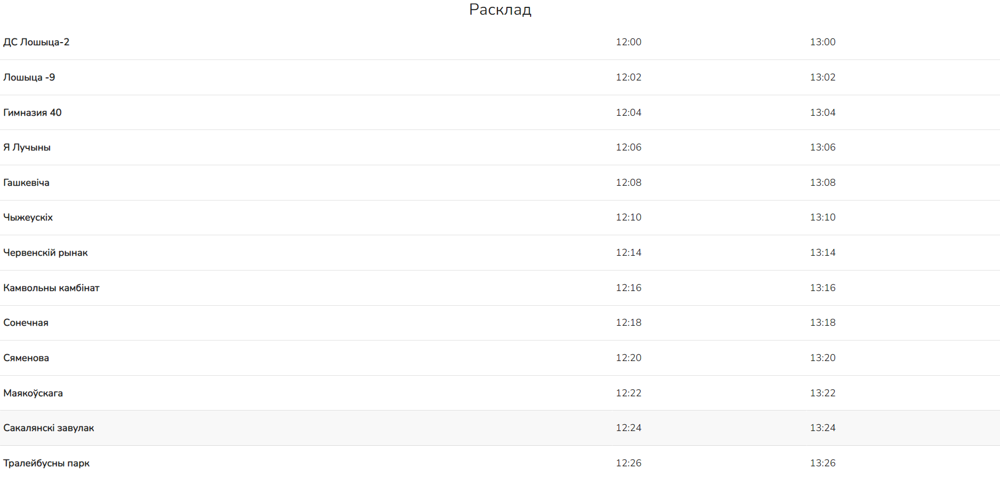 Расклад
ДС Лошыца-2 12:00 13:00
Лошыца -9 12:02 13:02
Гимназия 40 12:04 13:04
Я Лучыны 12:06 13:06
Гашкевіча 12:08 13:08
Чыжеускіх 12:10 13:10
Червенскій рынак 12:14 13:14
Камвольны камбінат 12:16 13:16
Сонечная 12:18 13:18
Сяменова 12:20 13:20
Маякоўскага 12:22 13:22
Сакалянскі завулак 12:24 13:24
Тралейбусны парк 12:26 13:26